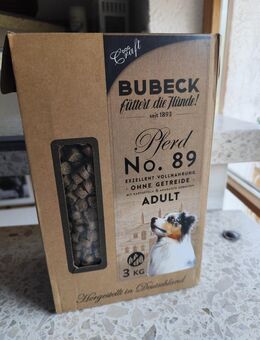 Craft
BUBECK
füttert die Hunde!
seit 1893
Pferd
No. 89
EXZELLENT VOLLNAHRUNG
OHNE GETREIDE
ADULT
3 KG
Hergestellt in Deutschland